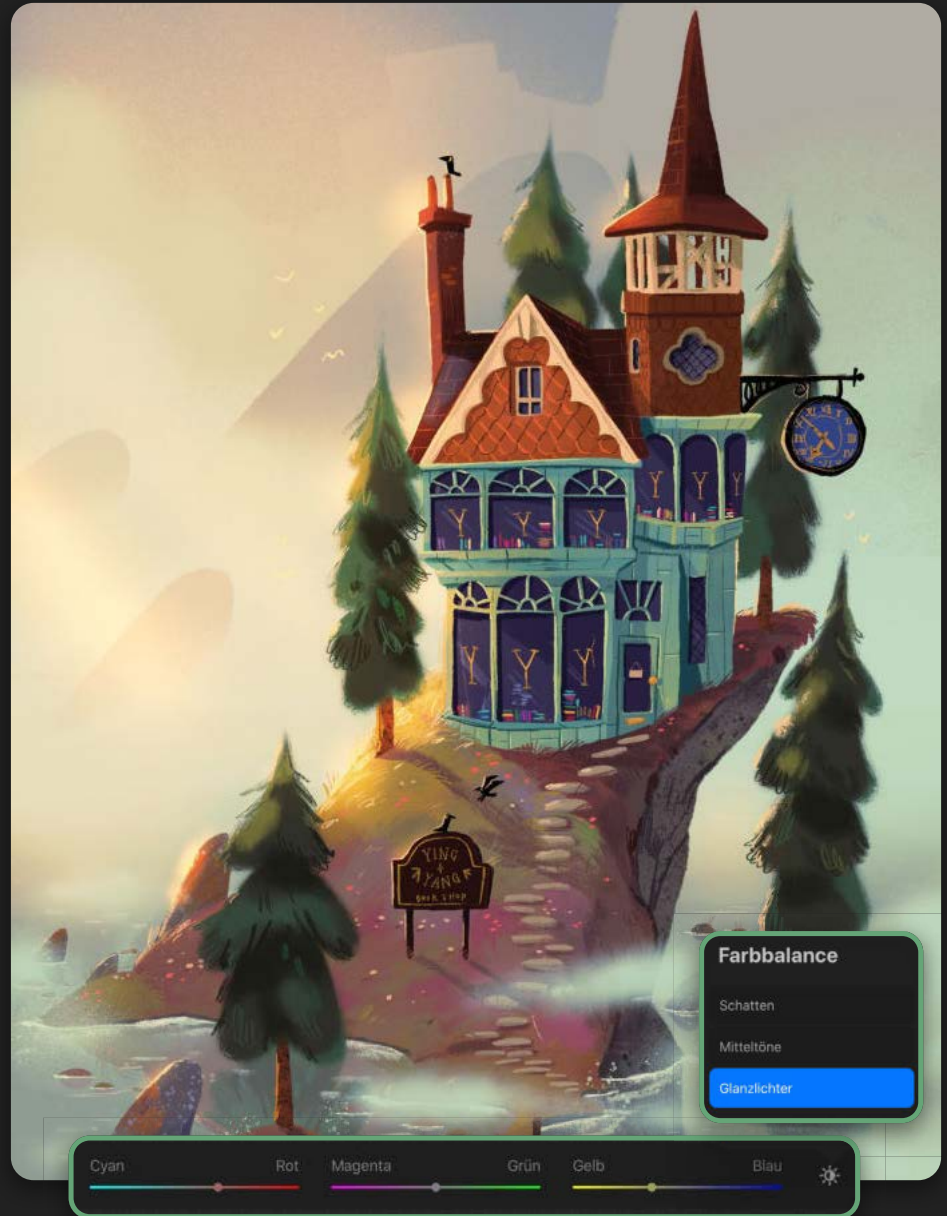 Y Y Y
Y Y Y
Y Y Y
YING
+
YANG
BOOK SHOP
Farbbalance
Schatten
Mitteltöne
Glanzlichter
Cyan Rot Magenta Grün Gelb Blau